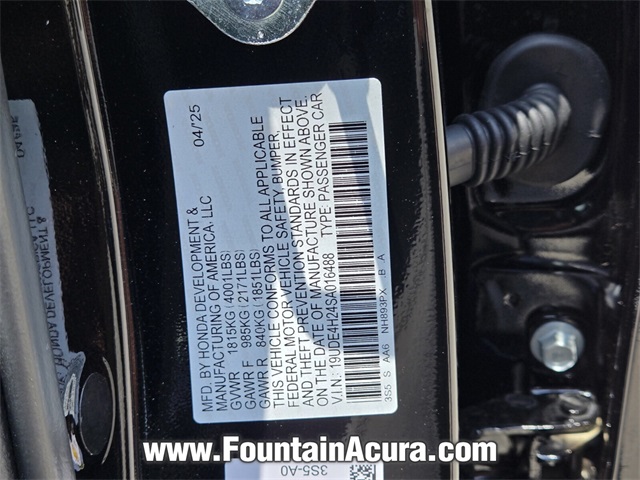 MFD. BY HONDA DEVELOPMENT &
MANUFACTURING OF AMERICA, LLC 04/25
GVWR 1815KG(4001LBS)
GAWR F 985KG(2171LBS)
GAWR R 840KG(1851LBS)
THIS VEHICLE CONFORMS TO ALL APPLICABLE
FEDERAL MOTOR VEHICLE SAFETY, BUMPER,
AND THEFT PREVENTION STANDARDS IN EFFECT
ON THE DATE OF MANUFACTURE SHOWN ABOVE.
V.I.N.: 19UDE4H24SA016488 TYPE: PASSENGER CAR
3S5 S AA6 NH893PX B A
3S5-A0
www.FountainAcura.com